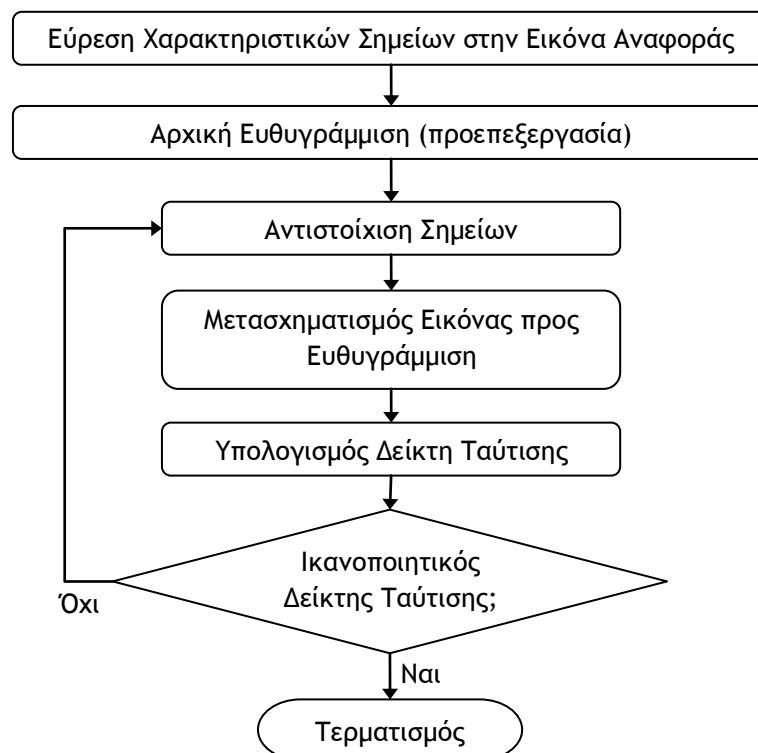 Εύρεση Χαρακτηριστικών Σημείων στην Εικόνα Αναφοράς
Αρχική Ευθυγράμμιση (προεπεξεργασία)
Αντιστοίχιση Σημείων
Μετασχηματισμός Εικόνας προς
Ευθυγράμμιση
Υπολογισμός Δείκτη Ταύτισης
Ικανοποιητικός
Δείκτης Ταύτισης;
Όχι
Ναι
Τερματισμός